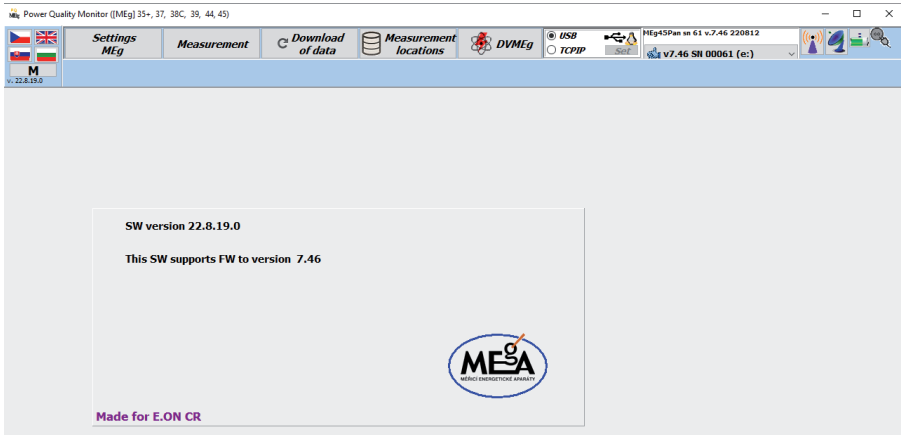 MEg Power Quality Monitor ([MEg] 35+, 37, 38C, 39, 44, 45)
Settings
MEg
Measurement
Download
of data
Measurement
locations
DVMEg
USB
TCPIP
Set
MEg45Pan sn 61 v.7.46 220812
v7.46 SN 00061 (e:)
M
v.: 22.8.19.0
SW version 22.8.19.0
This SW supports FW to version 7.46
MEgA
MĚŘICÍ ENERGETICKÉ APARÁTY
Made for E.ON CR